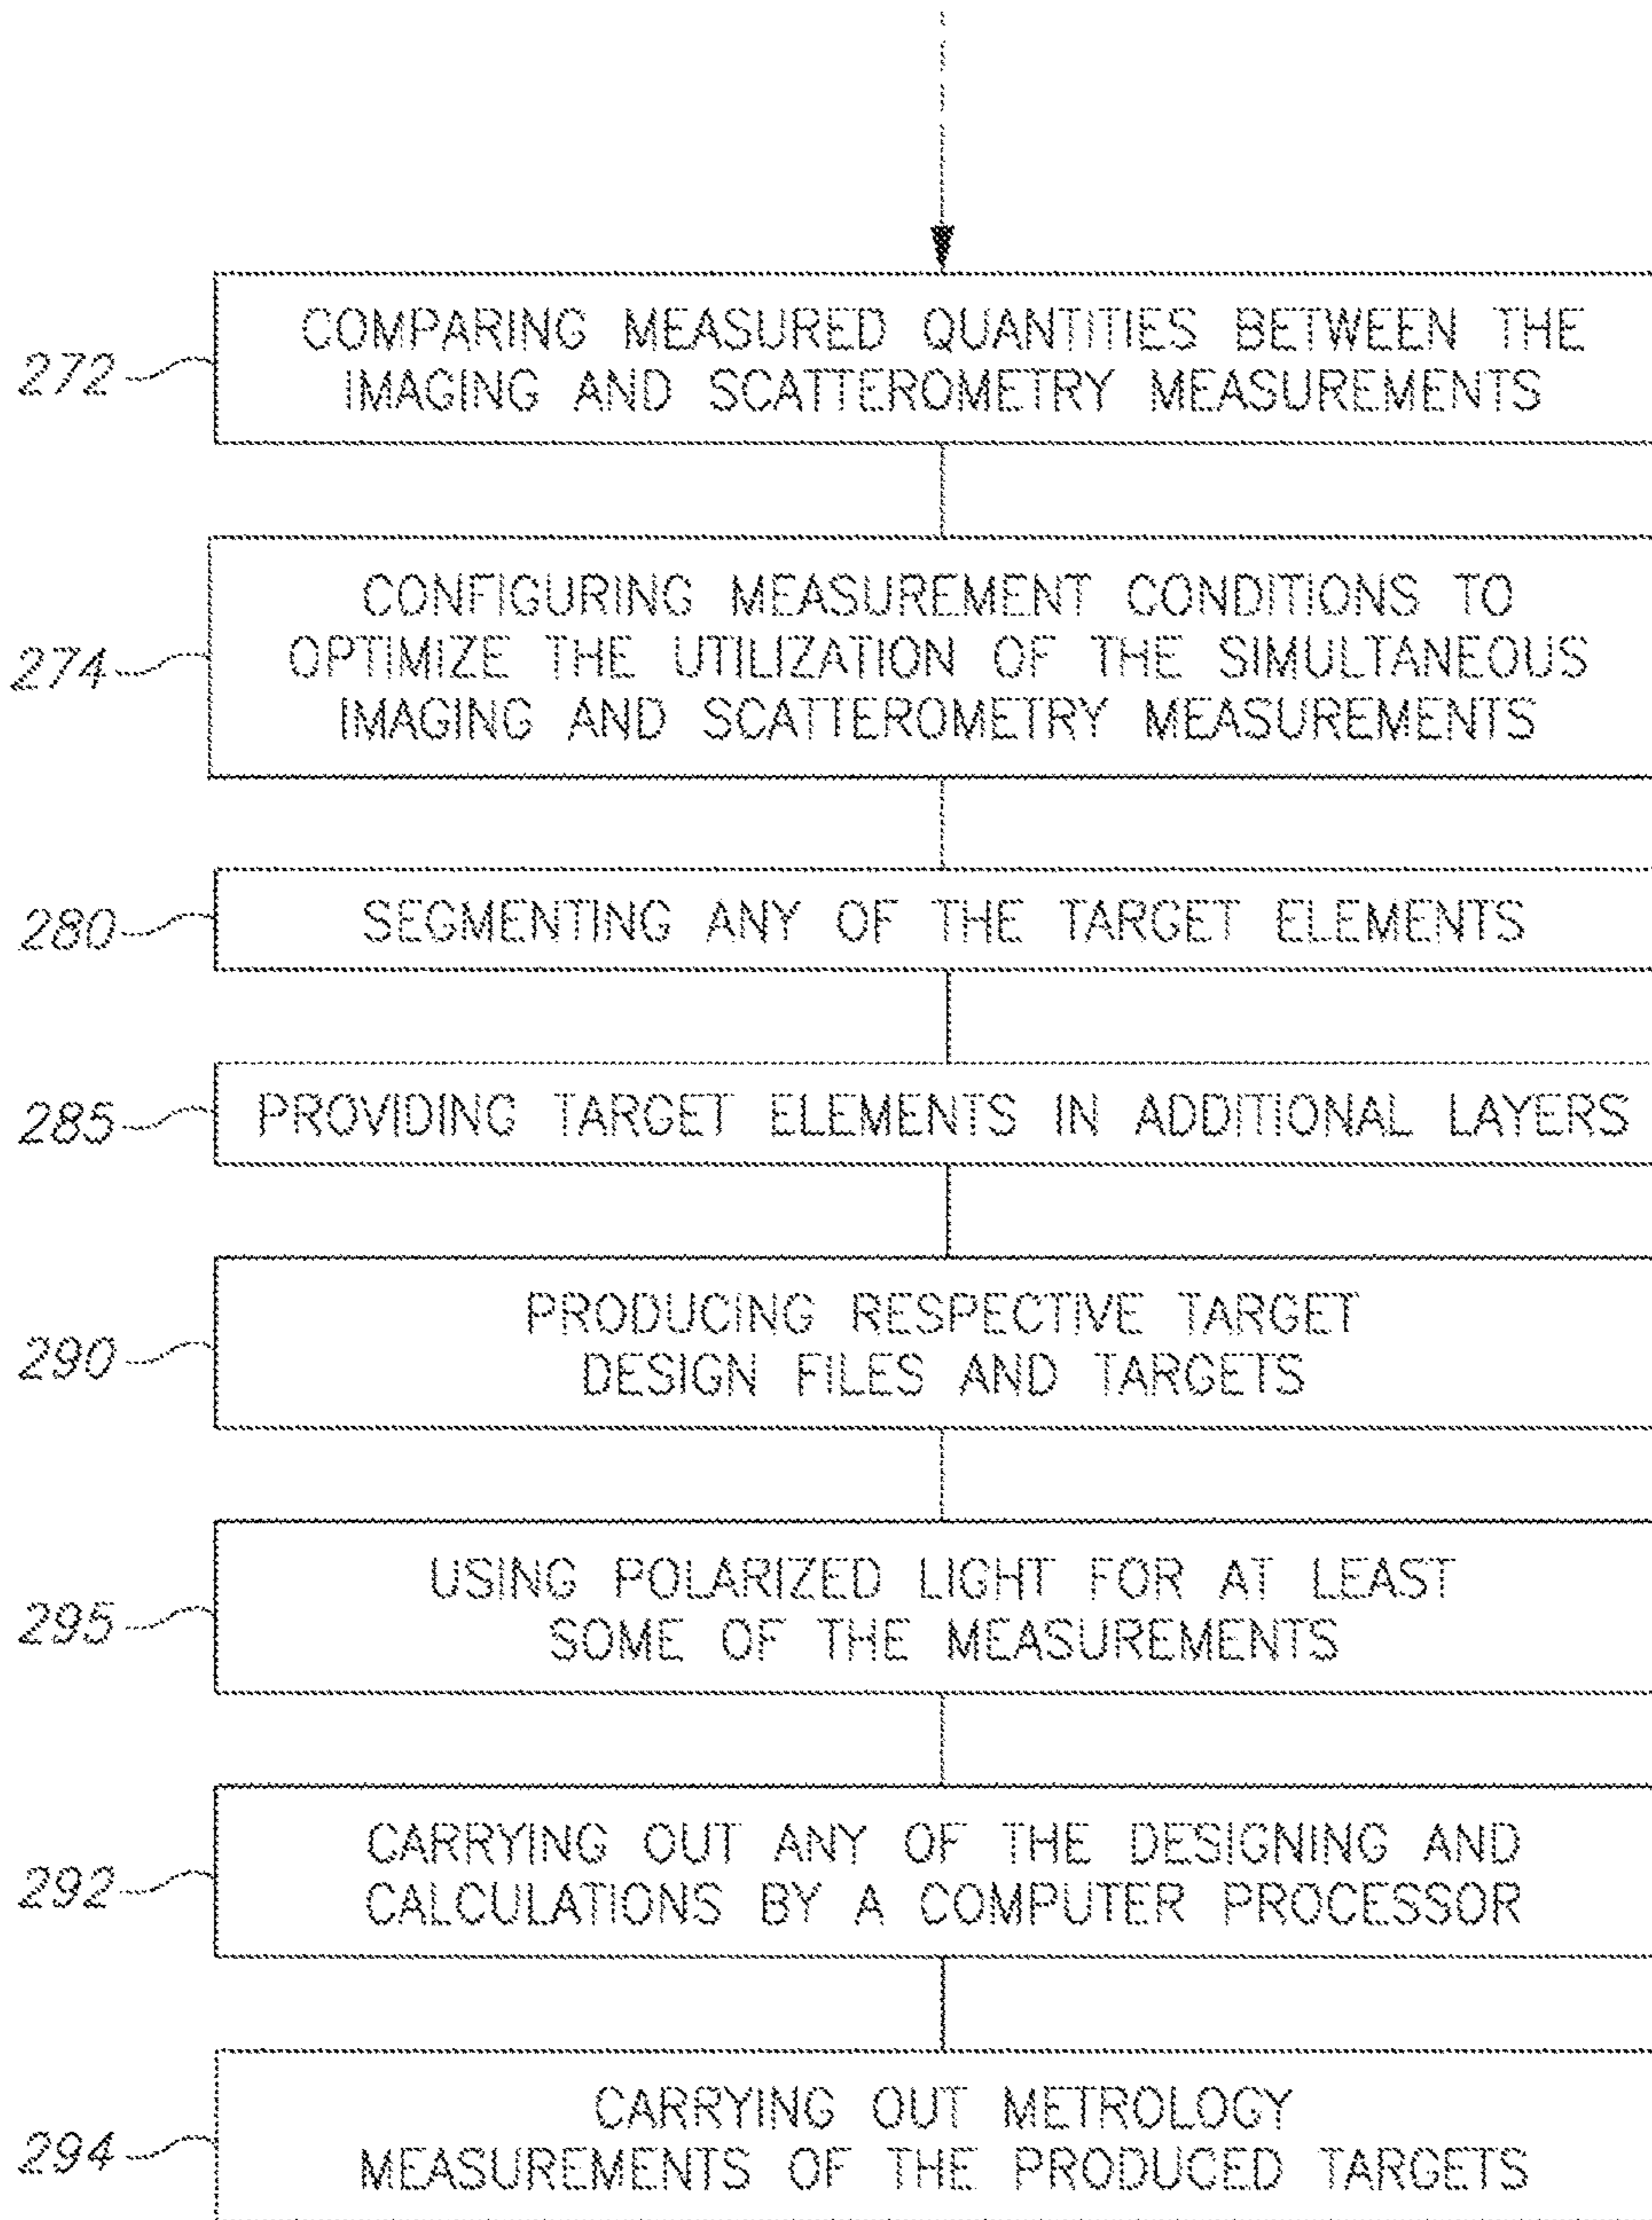 272
COMPARING MEASURED QUANTITIES BETWEEN THE
IMAGING AND SCATTEROMETRY MEASUREMENTS
274
CONFIGURING MEASUREMENT CONDITIONS TO
OPTIMIZE THE UTILIZATION OF THE SIMULTANEOUS
IMAGING AND SCATTEROMETRY MEASUREMENTS
280
SEGMENTING ANY OF THE TARGET ELEMENTS
285
PROVIDING TARGET ELEMENTS IN ADDITIONAL LAYERS
290
PRODUCING RESPECTIVE TARGET
DESIGN FILES AND TARGETS
295
USING POLARIZED LIGHT FOR AT LEAST
SOME OF THE MEASUREMENTS
292
CARRYING OUT ANY OF THE DESIGNING AND
CALCULATIONS BY A COMPUTER PROCESSOR
294
CARRYING OUT METROLOGY
MEASUREMENTS OF THE PRODUCED TARGETS